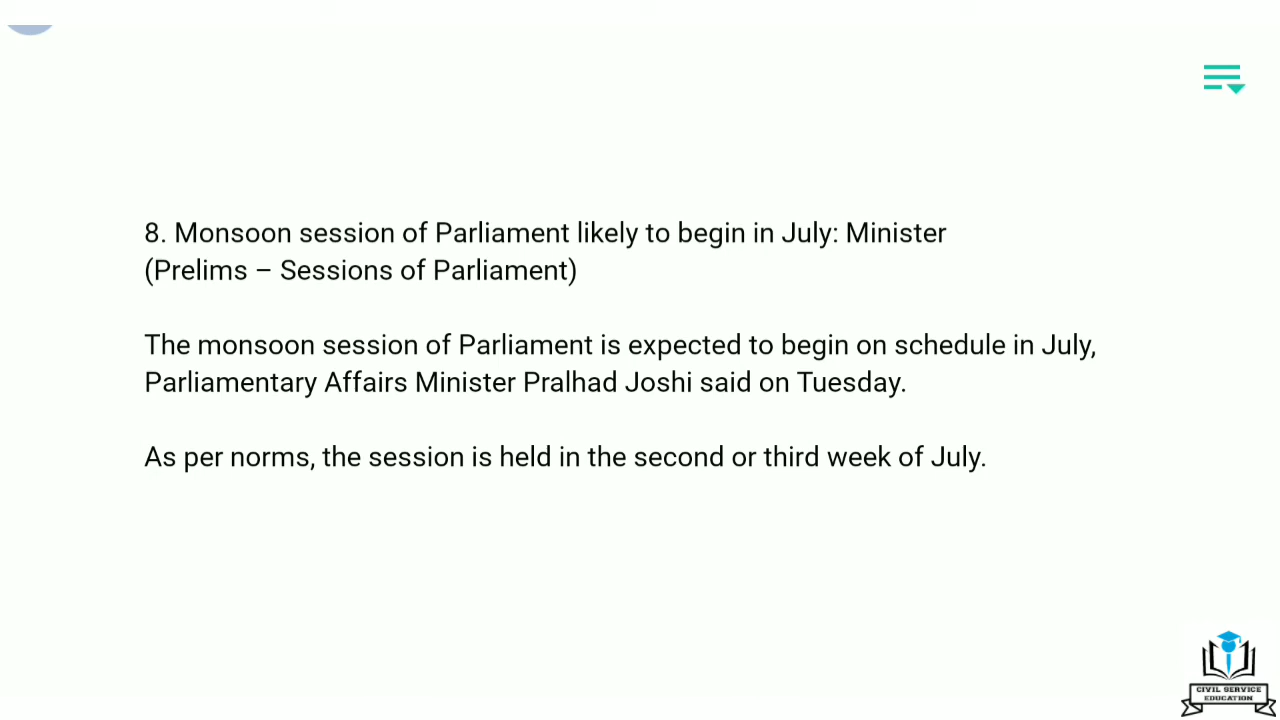 8. Monsoon session of Parliament likely to begin in July: Minister
(Prelims – Sessions of Parliament)
The monsoon session of Parliament is expected to begin on schedule in July,
Parliamentary Affairs Minister Pralhad Joshi said on Tuesday.
As per norms, the session is held in the second or third week of July.
CIVIL SERVICE
EDUCATION